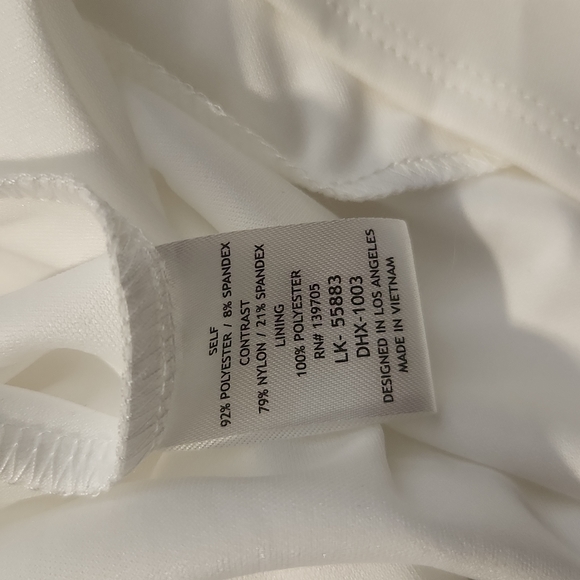 SELF
92% POLYESTER / 8% SPANDEX
CONTRAST
79% NYLON / 21% SPANDEX
LINING
100% POLYESTER
RN# 139705
LK- 55883
DHX-1003
DESIGNED IN LOS ANGELES
MADE IN VIETNAM